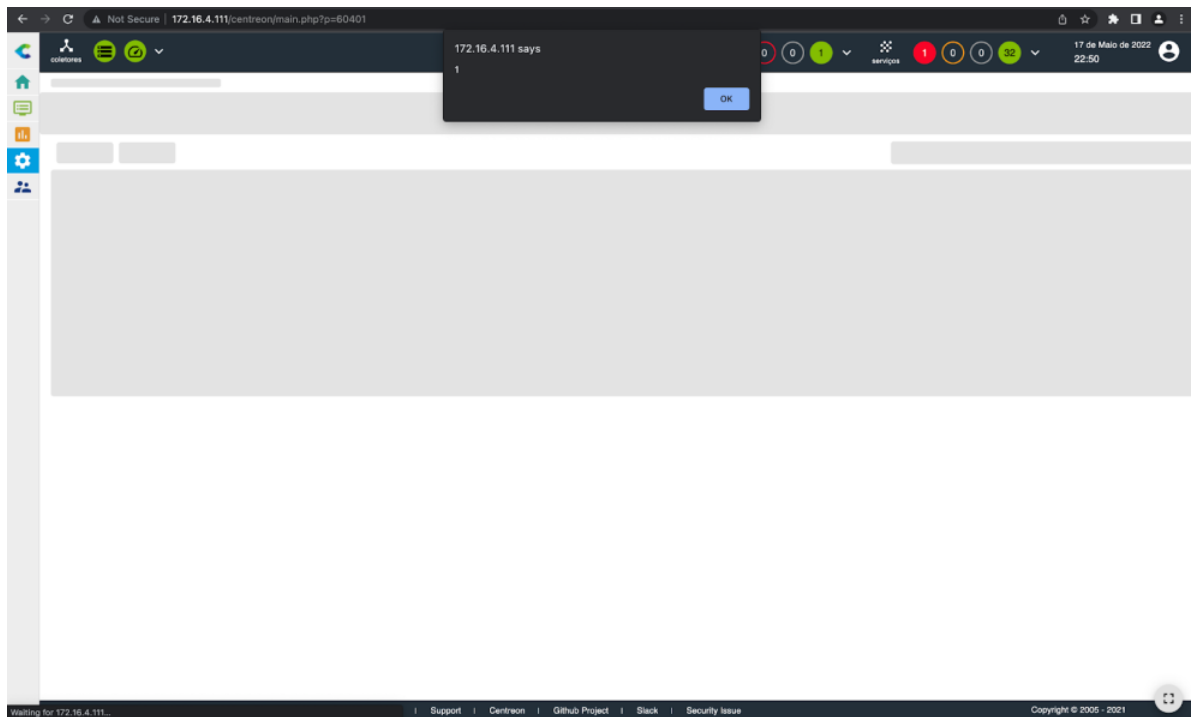 Not Secure | 172.16.4.111/centreon/main.php?p=60401
coletores
172.16.4.111 says
1
OK
0 0 1
serviços
1 0 0 32
17 de Maio de 2022
22:50
Waiting for 172.16.4.111...
| Support | Centreon | Github Project | Slack | Security Issue
Copyright © 2005 - 2021